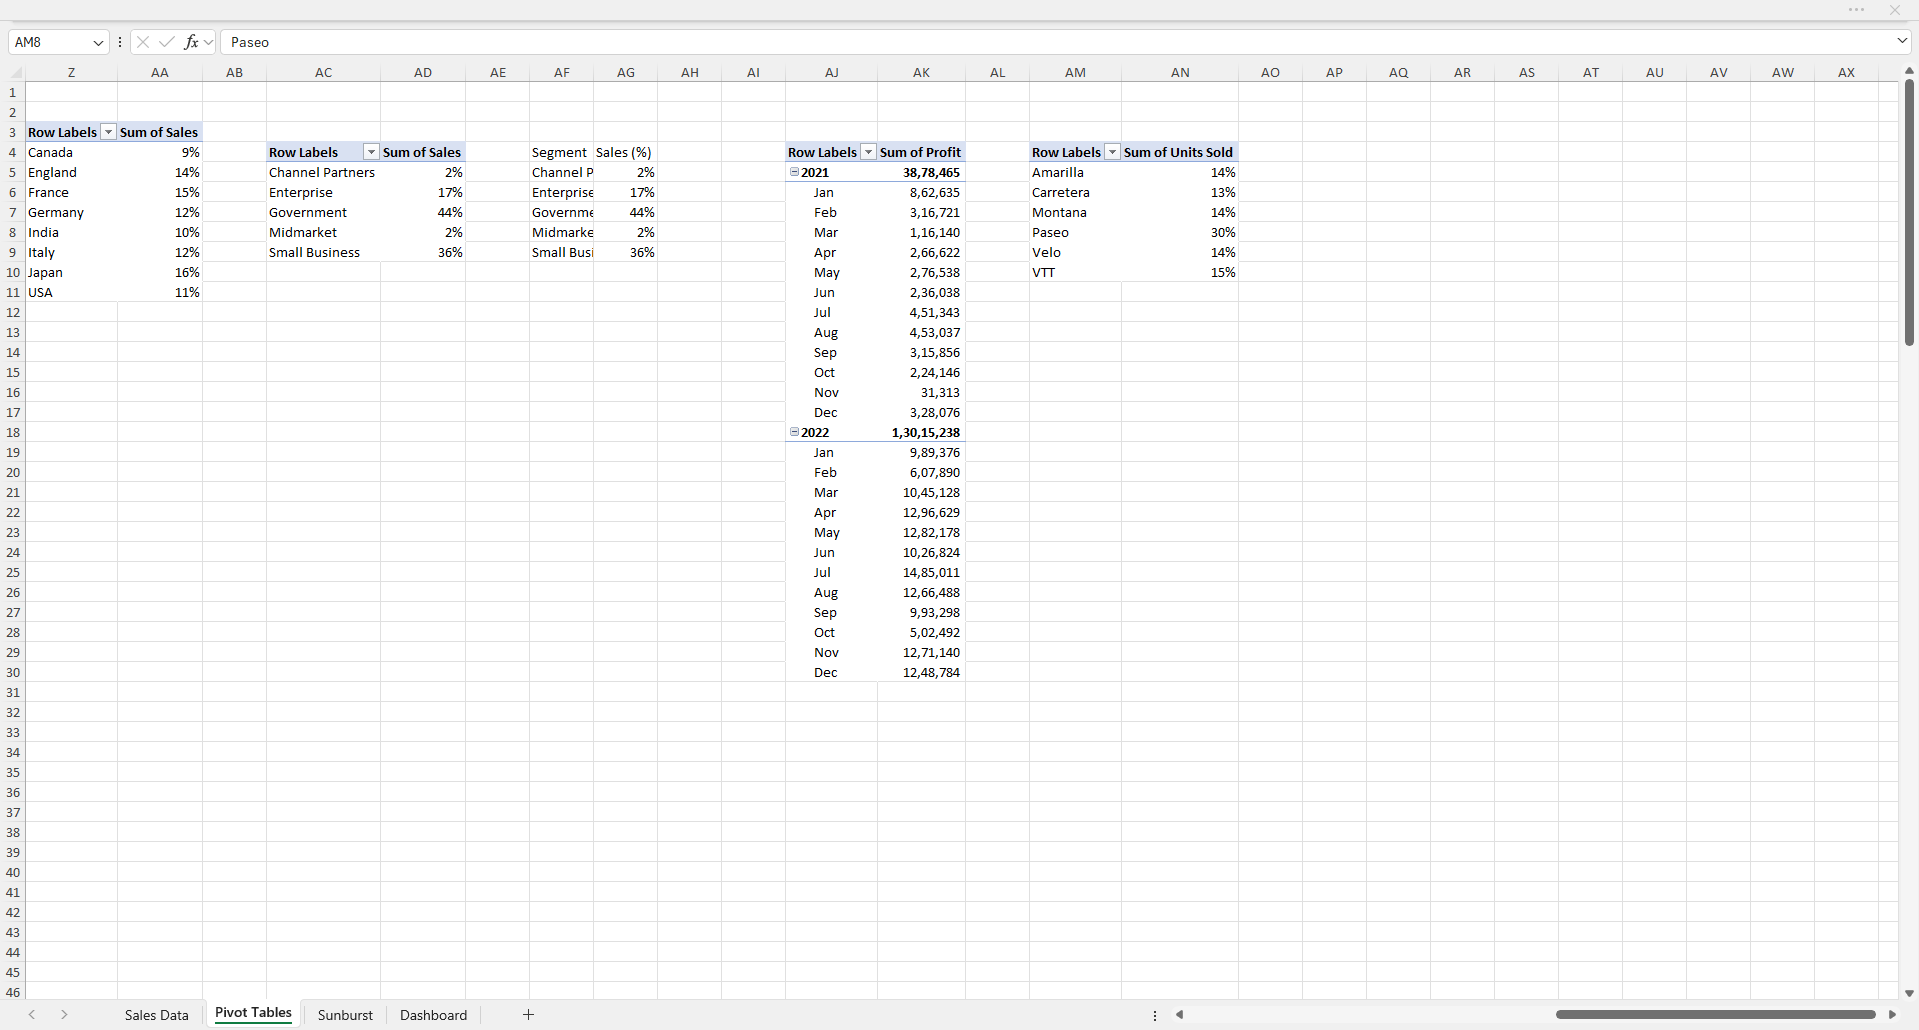 AM8 fx Paseo
Z AA AB AC AD AE AF AG AH AI AJ AK AL AM AN AO AP AQ AR AS AT AU AV AW AX
1
2
3 Row Labels Sum of Sales
4 Canada 9% Row Labels Sum of Sales Segment Sales (%) Row Labels Sum of Profit Row Labels Sum of Units Sold
5 England 14% Channel Partners 2% Channel P 2% 2021 38,78,465 Amarilla 14%
6 France 15% Enterprise 17% Enterprise 17% Jan 8,62,635 Carretera 13%
7 Germany 12% Government 44% Governme 44% Feb 3,16,721 Montana 14%
8 India 10% Midmarket 2% Midmarke 2% Mar 1,16,140 Paseo 30%
9 Italy 12% Small Business 36% Small Busi 36% Apr 2,66,622 Velo 14%
10 Japan 16% May 2,76,538 VTT 15%
11 USA 11% Jun 2,36,038
12 Jul 4,51,343
13 Aug 4,53,037
14 Sep 3,15,856
15 Oct 2,24,146
16 Nov 31,313
17 Dec 3,28,076
18 2022 1,30,15,238
19 Jan 9,89,376
20 Feb 6,07,890
21 Mar 10,45,128
22 Apr 12,96,629
23 May 12,82,178
24 Jun 10,26,824
25 Jul 14,85,011
26 Aug 12,66,488
27 Sep 9,93,298
28 Oct 5,02,492
29 Nov 12,71,140
30 Dec 12,48,784
31
32
33
34
35
36
37
38
39
40
41
42
43
44
45
46
Sales Data Pivot Tables Sunburst Dashboard +